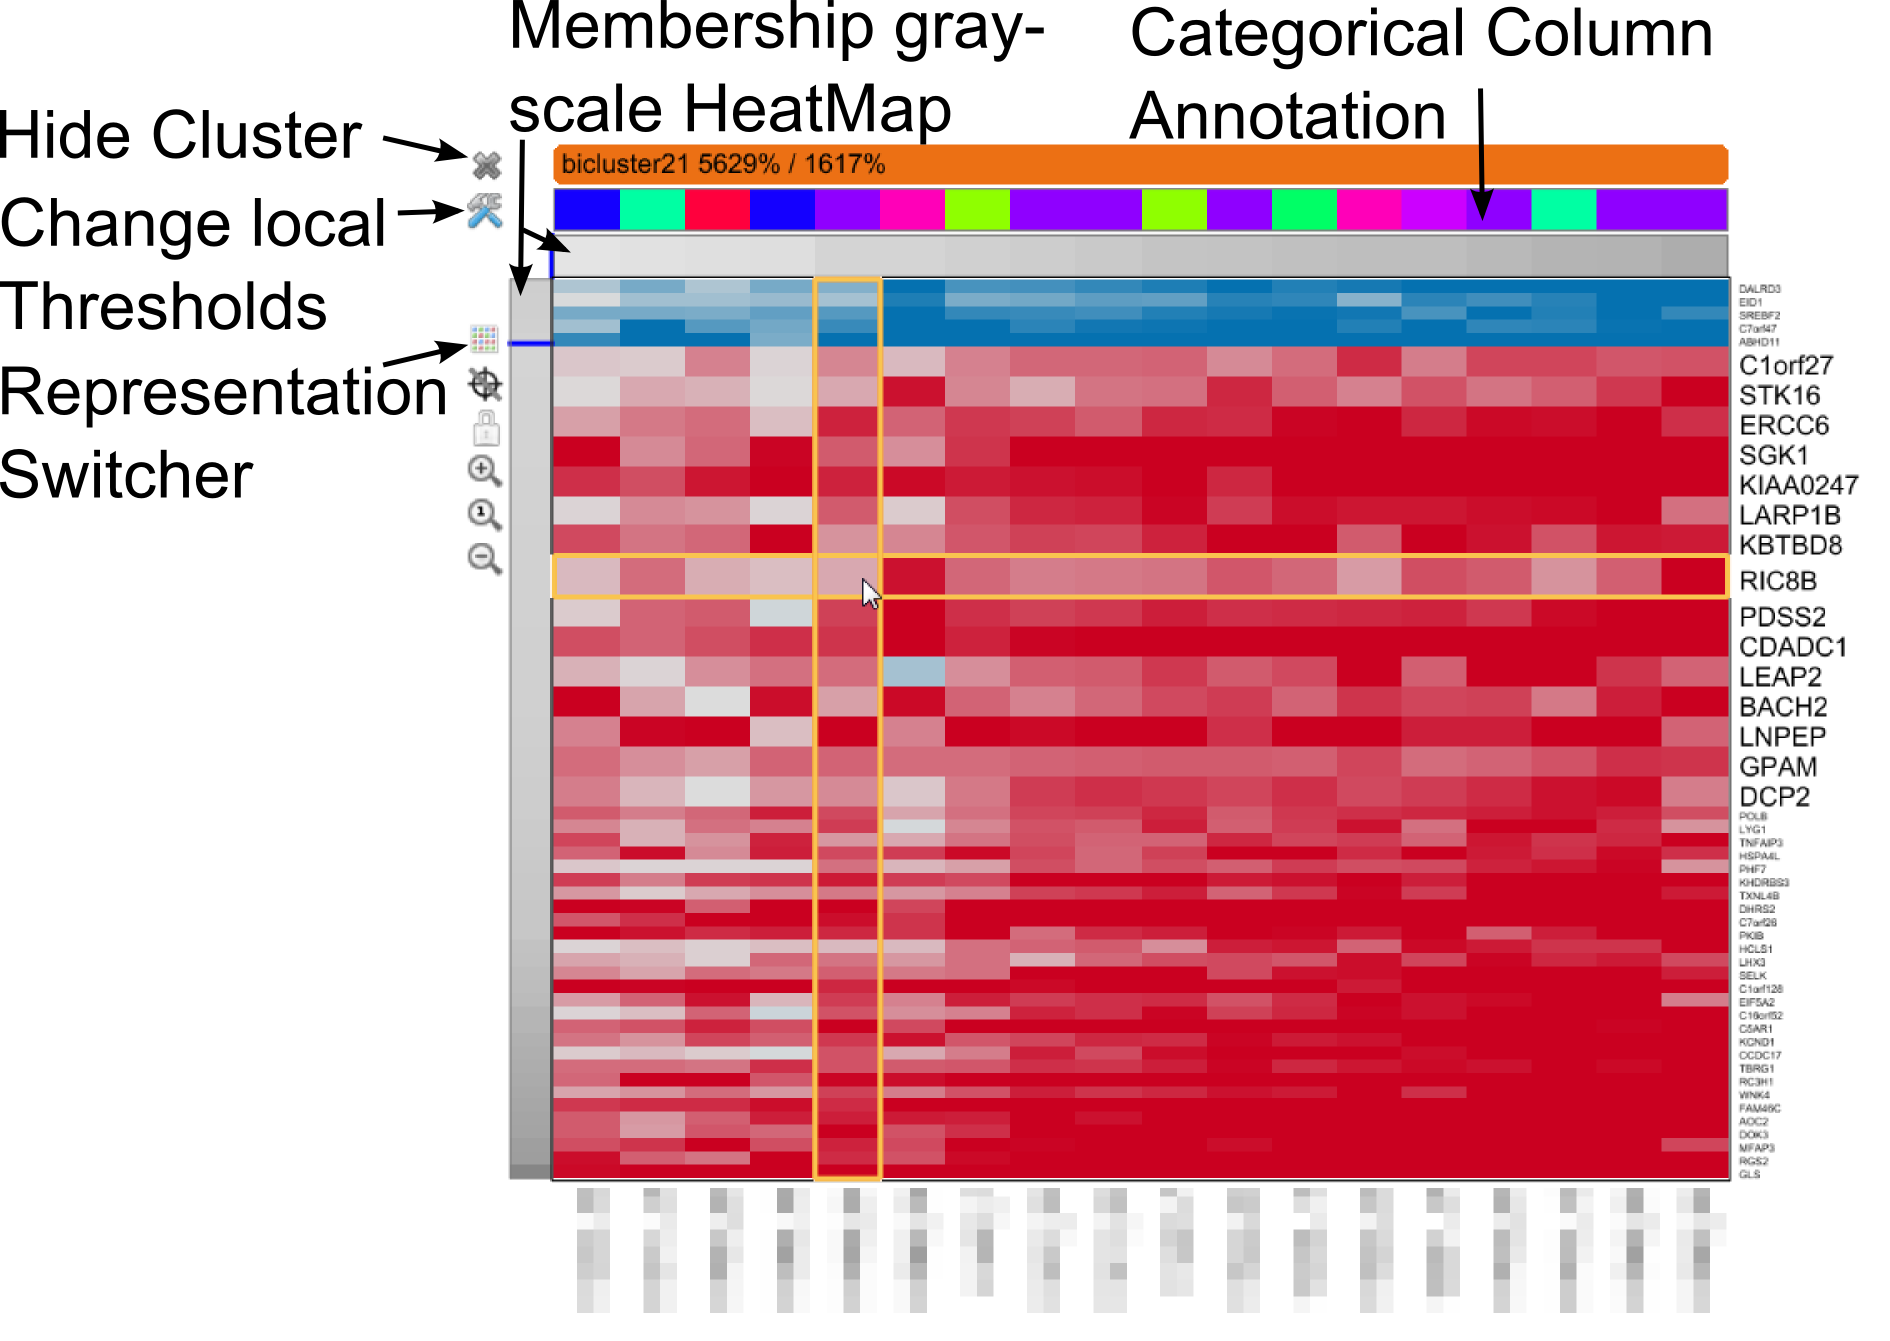 Membership gray-
scale HeatMap
Categorical Column
Annotation
Hide Cluster
Change local
Thresholds
Representation
Switcher
bicluster21 5629% / 1617%
DALRD3
EID1
SREBF2
C7orf47
ABHD11
C1orf27
STK16
ERCC6
SGK1
KIAA0247
LARP1B
KBTBD8
RIC8B
PDSS2
CDADC1
LEAP2
BACH2
LNPEP
GPAM
DCP2
POLB
LYG1
TNFAIP3
HSPA4L
PHF7
KHDRBS3
TXNL4B
DHRS2
C7orf26
PKIB
HCLS1
LHX3
SELK
C1orf128
EIF5A2
C16orf52
C5AR1
KCND1
CCDC17
TBRG1
RC3H1
WNK4
FAM46C
AOC2
DOK3
MFAP3
RGS2
GLS